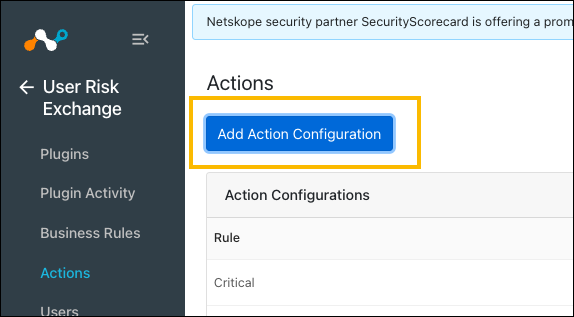 Netskope security partner SecurityScorecard is offering a
User Risk
Exchange
Plugins
Plugin Activity
Business Rules
Actions
Users
Actions
Add Action Configuration
Action Configurations
Rule
Critical